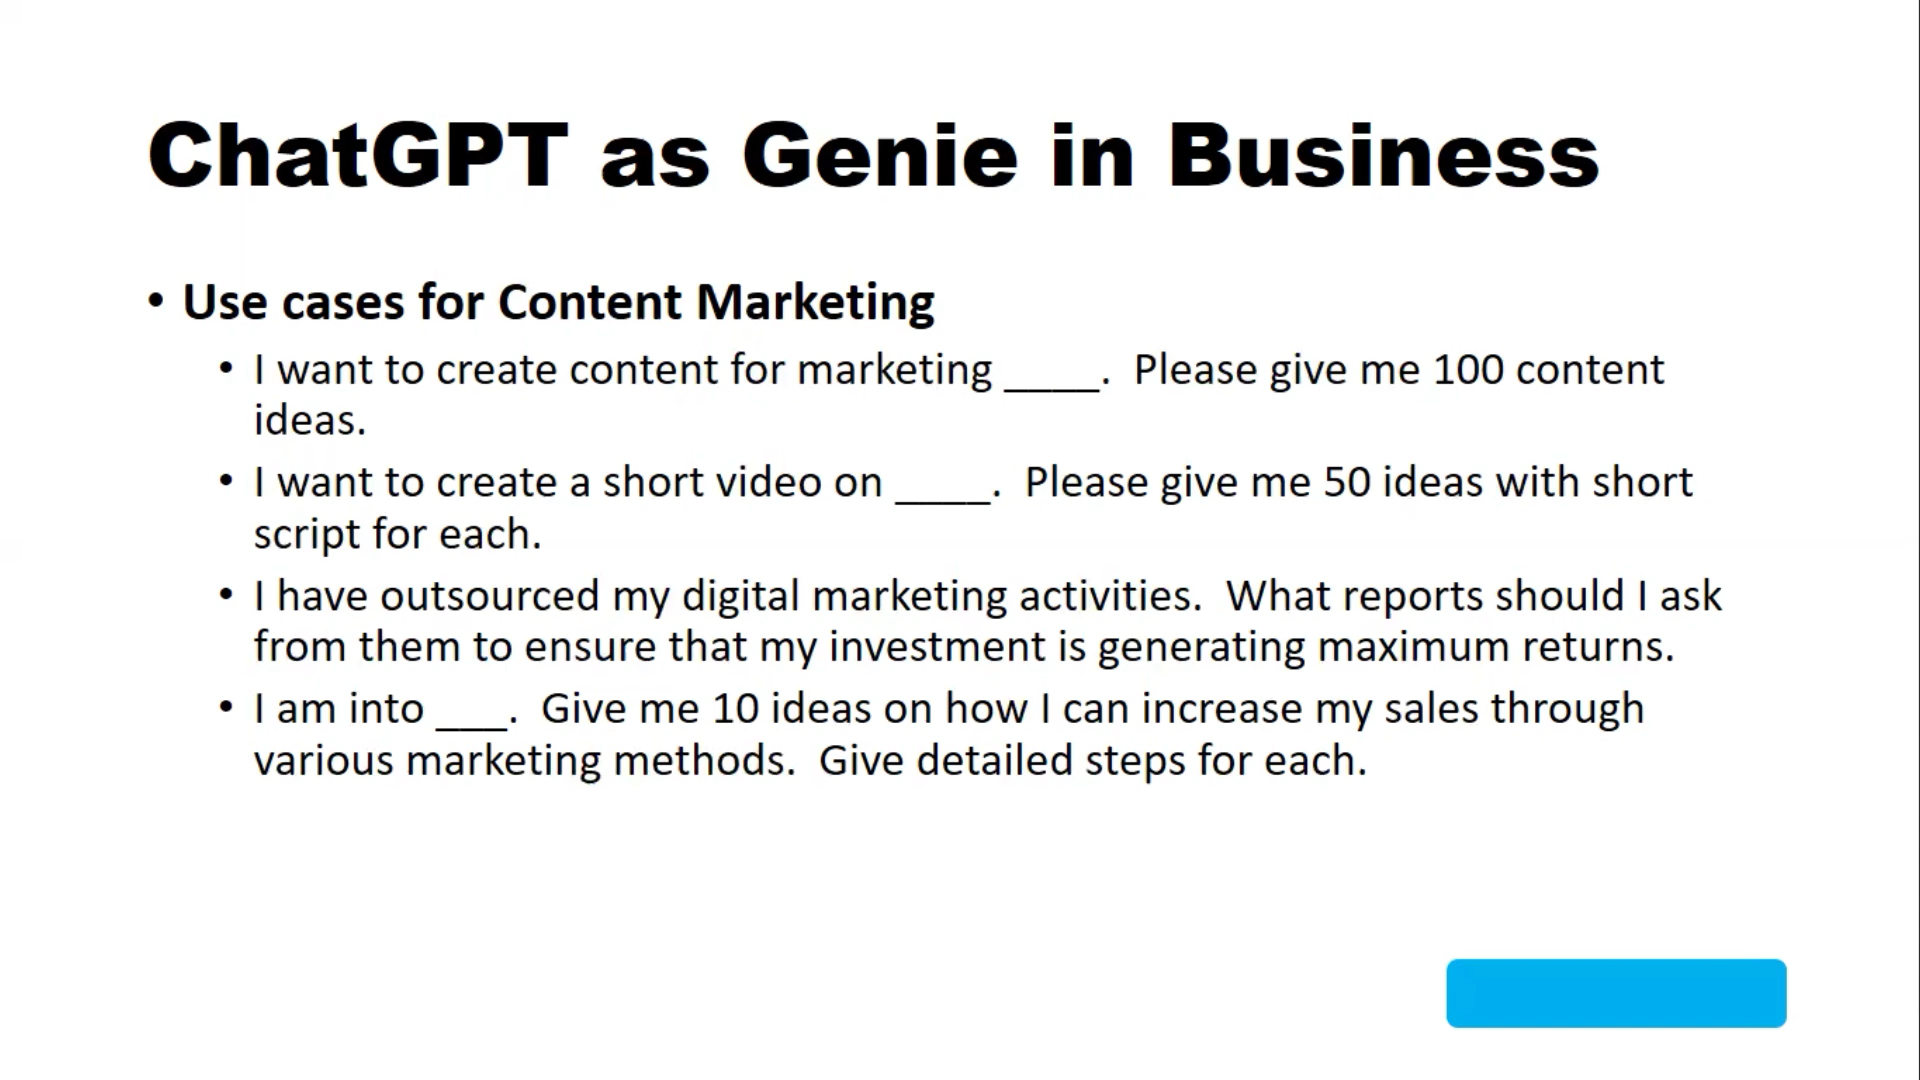 ChatGPT as Genie in Business
• Use cases for Content Marketing
• I want to create content for marketing ____.  Please give me 100 content
ideas.
• I want to create a short video on ____.  Please give me 50 ideas with short
script for each.
• I have outsourced my digital marketing activities.  What reports should I ask
from them to ensure that my investment is generating maximum returns.
• I am into ___.  Give me 10 ideas on how I can increase my sales through
various marketing methods.  Give detailed steps for each.